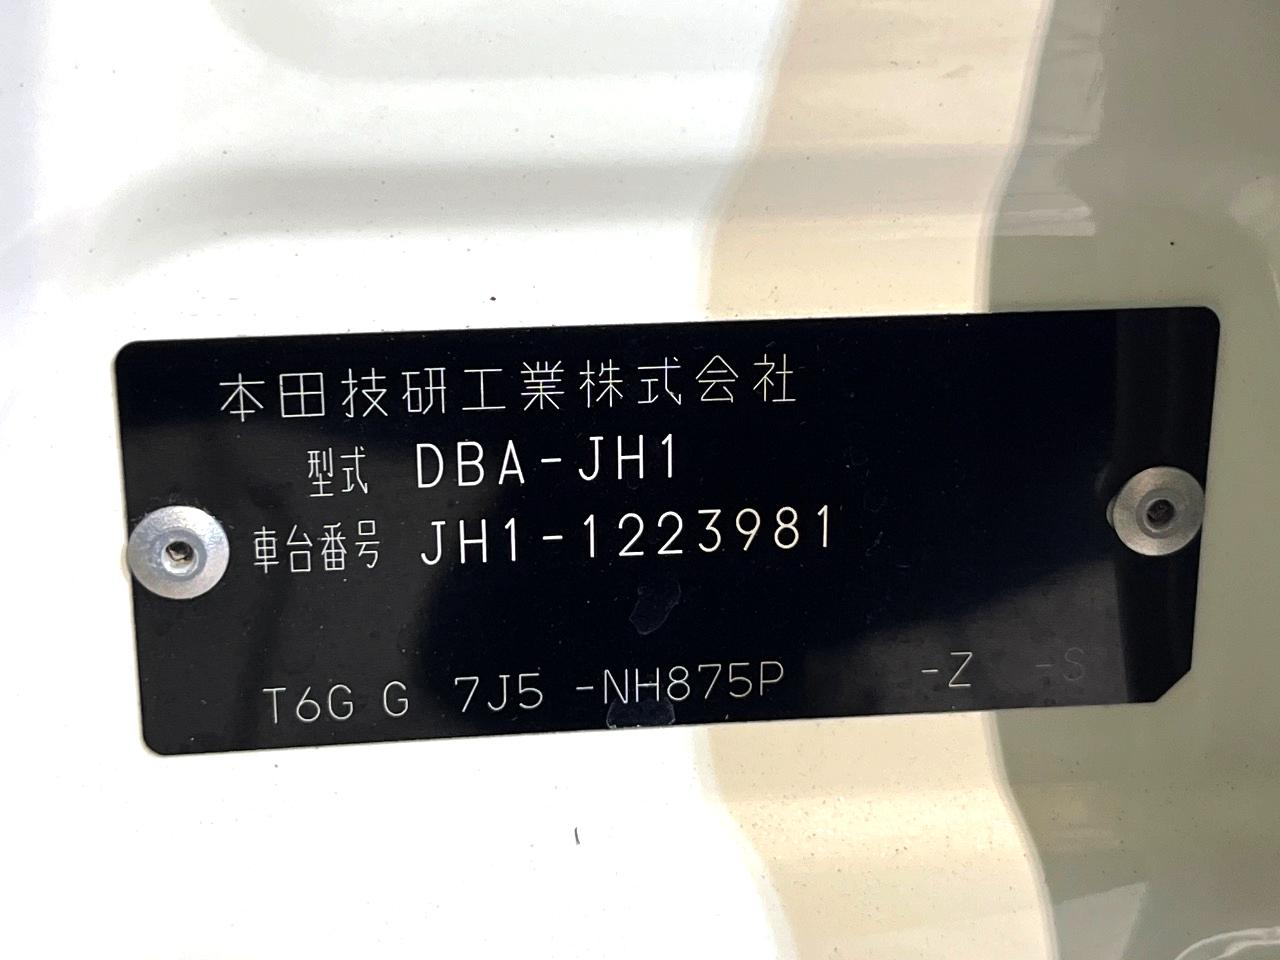 本田技研工業株式会社
型式 DBA-JH1
車台番号 JH1-1223981
T6G G 7J5 -NH875P -Z -S